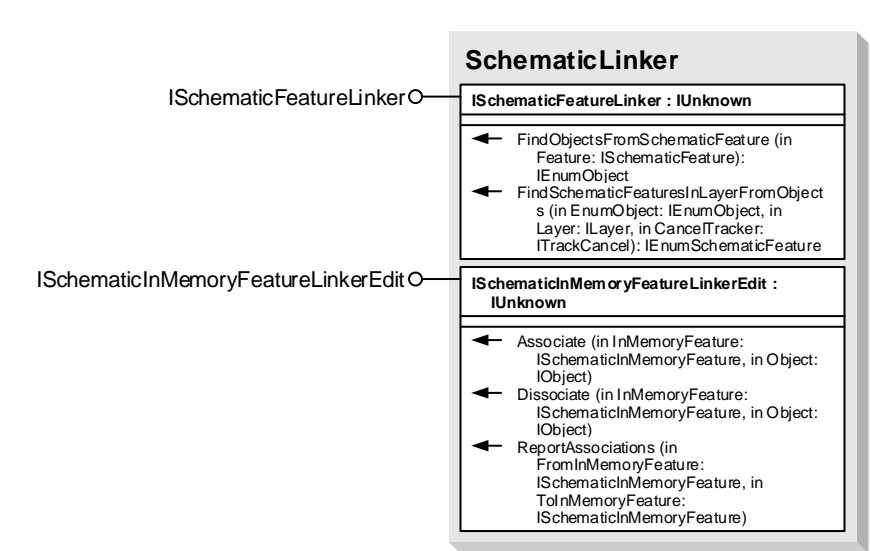 SchematicLinker
ISchematicFeatureLinker
ISchematicFeatureLinker : IUnknown
FindObjectsFromSchematicFeature (in
Feature: ISchematicFeature):
IEnumObject
FindSchematicFeaturesInLayerFromObject
s (in EnumObject: IEnumObject, in
Layer: ILayer, in CancelTracker:
ITrackCancel): IEnumSchematicFeature
ISchematicInMemoryFeatureLinkerEdit
ISchematicInMemoryFeatureLinkerEdit :
IUnknown
Associate (in InMemoryFeature:
ISchematicInMemoryFeature, in Object:
IObject)
Dissociate (in InMemoryFeature:
ISchematicInMemoryFeature, in Object:
IObject)
ReportAssociations (in
FromInMemoryFeature:
ISchematicInMemoryFeature, in
ToInMemoryFeature:
ISchematicInMemoryFeature)